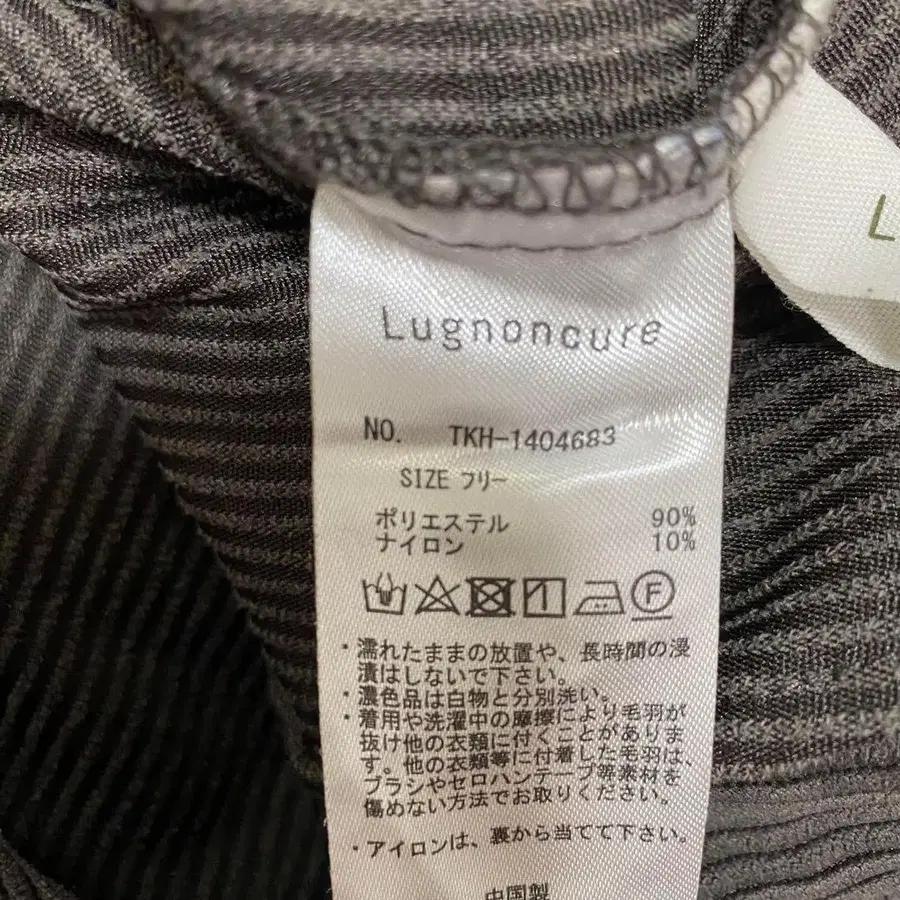 Lugnoncure
L
NO. TKH-1404683
SIZE フリー
ポリエステル 90%
ナイロン 10%
F
・濡れたままの放置や、長時間の浸
漬はしないで下さい。
・濃色品は白物と分別洗い。
・着用や洗濯中の摩擦により毛羽が
抜け他の衣類に付くことがありま
す。他の衣類等に付着した毛羽は、
ブラシやセロハンテープ等素材を
傷めない方法でお取りください。
・アイロンは、裏から当てて下さい。
中国製